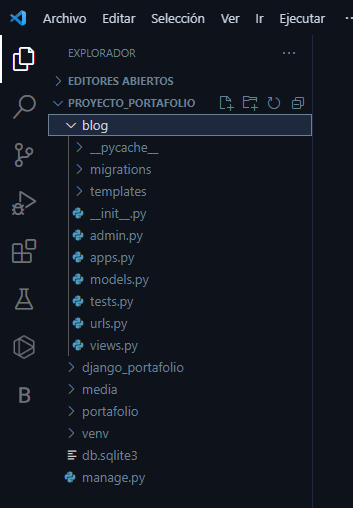 Archivo Editar Selección Ver Ir Ejecutar
EXPLORADOR ...
EDITORES ABIERTOS
PROYECTO_PORTAFOLIO
blog
__pycache__
migrations
templates
__init__.py
admin.py
apps.py
models.py
tests.py
urls.py
views.py
django_portafolio
media
portafolio
venv
db.sqlite3
manage.py
B